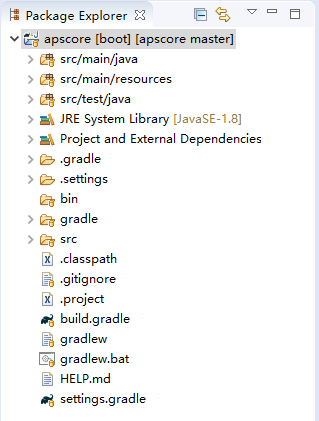 Package Explorer
apscore [boot] [apscore master]
src/main/java
src/main/resources
src/test/java
JRE System Library [JavaSE-1.8]
Project and External Dependencies
.gradle
.settings
bin
gradle
src
.classpath
.gitignore
.project
build.gradle
gradlew
gradlew.bat
HELP.md
settings.gradle